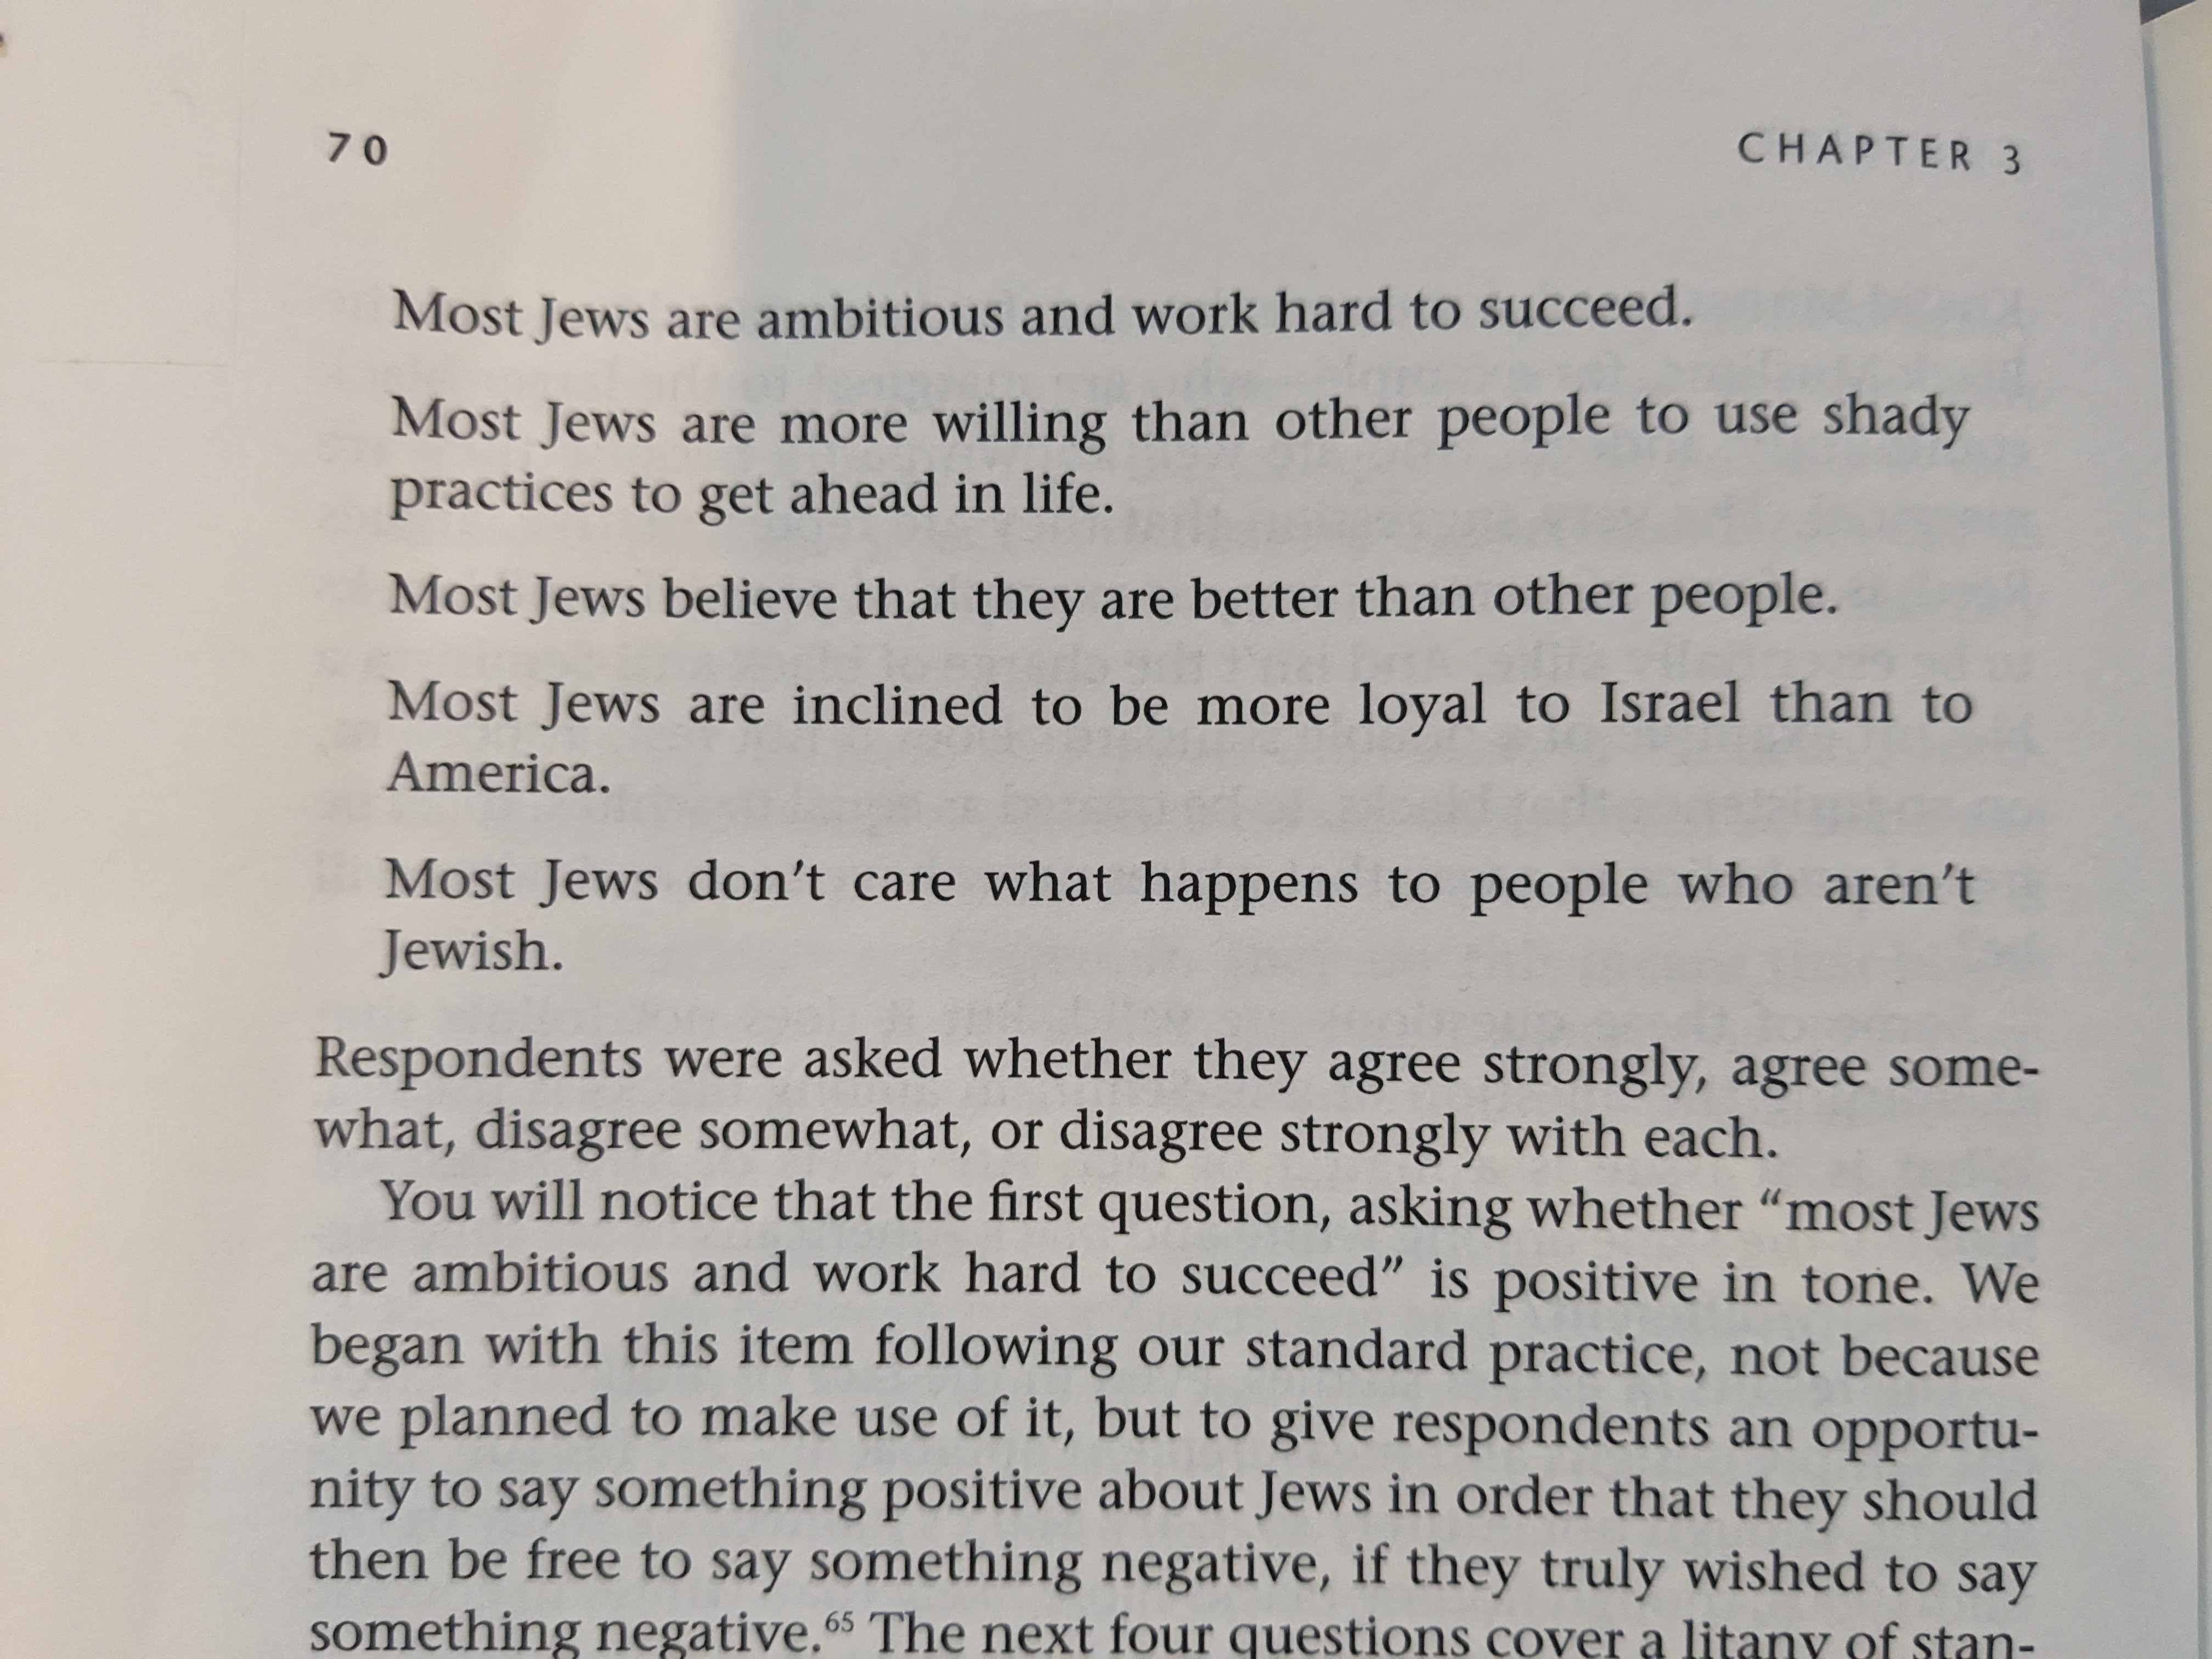 70 CHAPTER 3
Most Jews are ambitious and work hard to succeed.
Most Jews are more willing than other people to use shady
practices to get ahead in life.
Most Jews believe that they are better than other people.
Most Jews are inclined to be more loyal to Israel than to
America.
Most Jews don't care what happens to people who aren't
Jewish.
Respondents were asked whether they agree strongly, agree some-
what, disagree somewhat, or disagree strongly with each.
You will notice that the first question, asking whether “most Jews
are ambitious and work hard to succeed” is positive in tone. We
began with this item following our standard practice, not because
we planned to make use of it, but to give respondents an opportu-
nity to say something positive about Jews in order that they should
then be free to say something negative, if they truly wished to say
something negative.65 The next four questions cover a litany of stan-